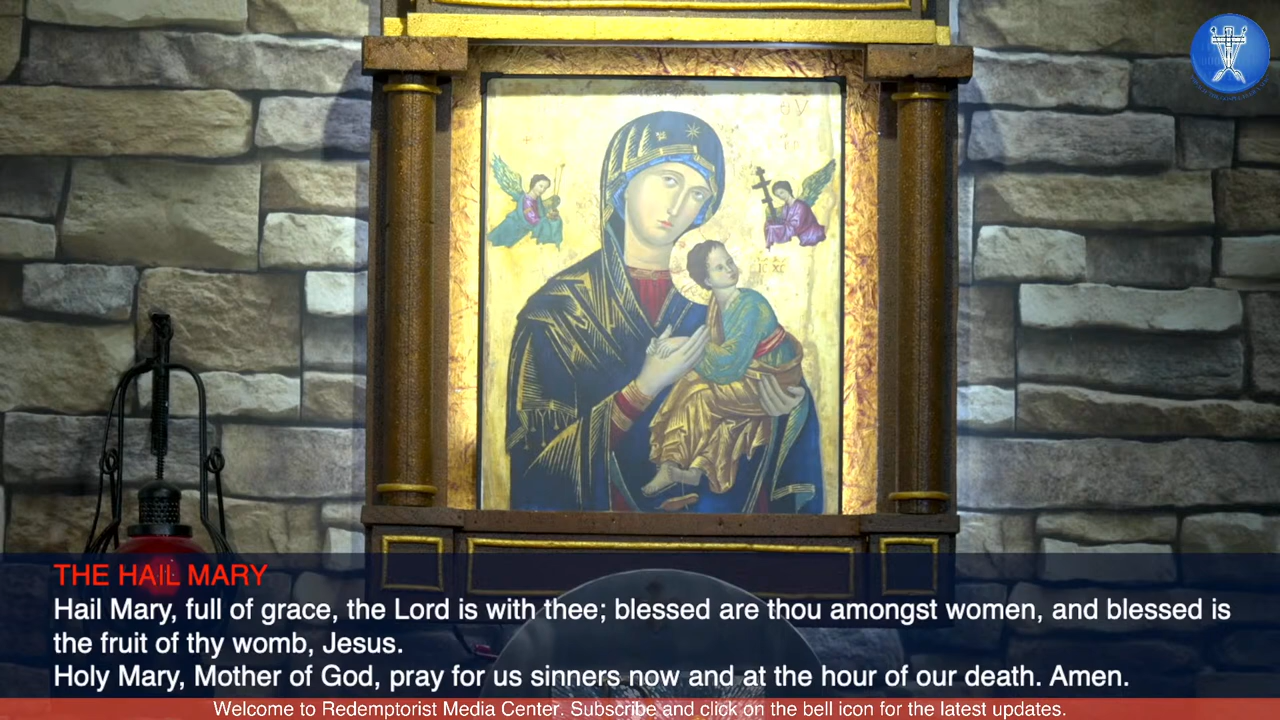 ΘΥ
IC XC
THE HAIL MARY
Hail Mary, full of grace, the Lord is with thee; blessed are thou amongst women, and blessed is
the fruit of thy womb, Jesus.
Holy Mary, Mother of God, pray for us sinners now and at the hour of our death. Amen.
Welcome to Redemptorist Media Center. Subscribe and click on the bell icon for the latest updates.